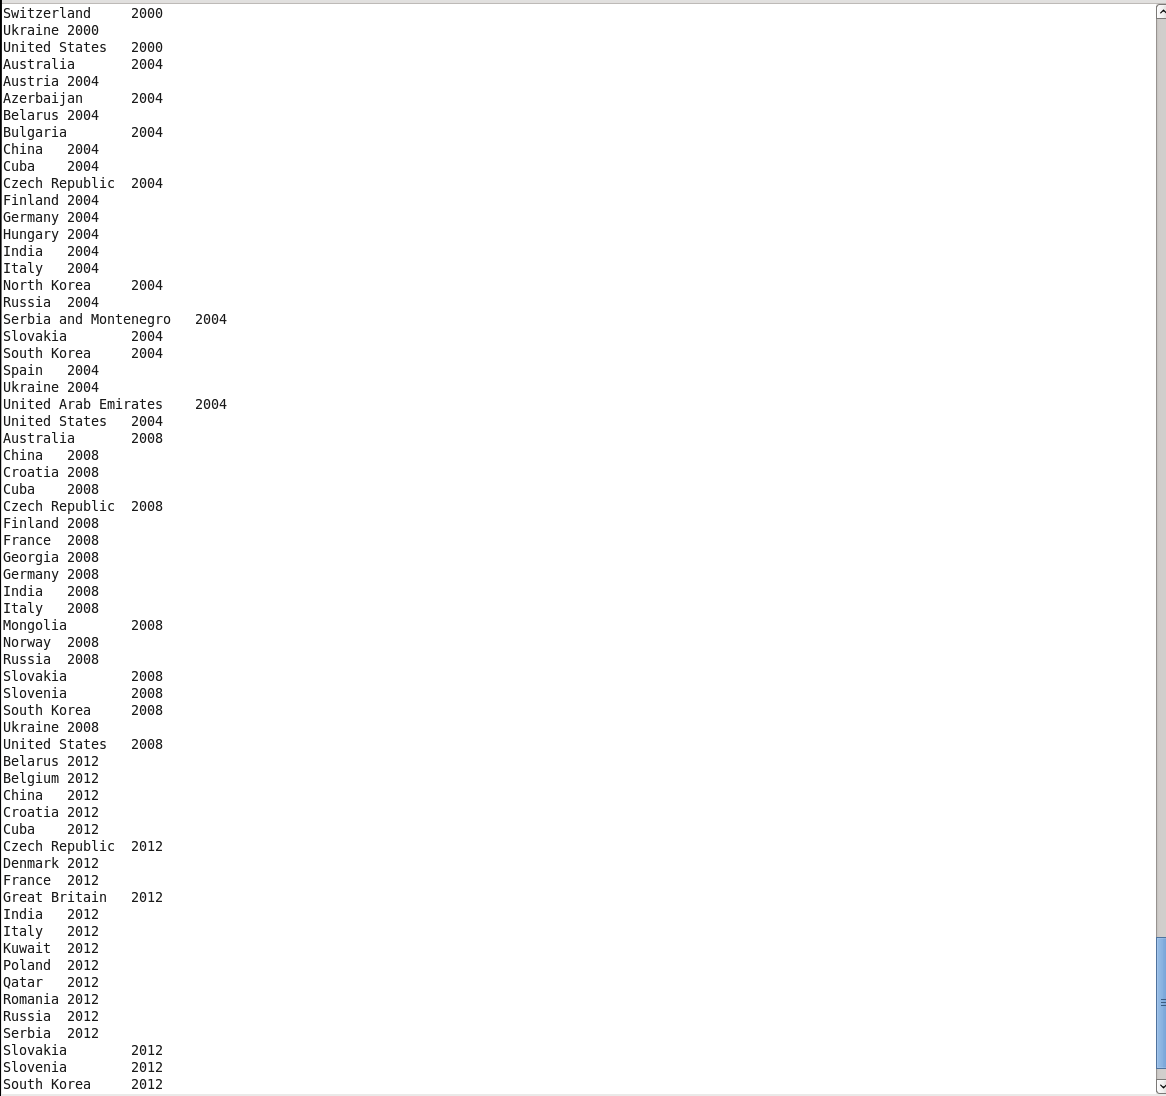 Switzerland     2000
Ukraine 2000
United States   2000
Australia       2004
Austria 2004
Azerbaijan      2004
Belarus 2004
Bulgaria        2004
China   2004
Cuba    2004
Czech Republic  2004
Finland 2004
Germany 2004
Hungary 2004
India   2004
Italy   2004
North Korea     2004
Russia  2004
Serbia and Montenegro   2004
Slovakia        2004
South Korea     2004
Spain   2004
Ukraine 2004
United Arab Emirates    2004
United States   2004
Australia       2008
China   2008
Croatia 2008
Cuba    2008
Czech Republic  2008
Finland 2008
France  2008
Georgia 2008
Germany 2008
India   2008
Italy   2008
Mongolia        2008
Norway  2008
Russia  2008
Slovakia        2008
Slovenia        2008
South Korea     2008
Ukraine 2008
United States   2008
Belarus 2012
Belgium 2012
China   2012
Croatia 2012
Cuba    2012
Czech Republic  2012
Denmark 2012
France  2012
Great Britain   2012
India   2012
Italy   2012
Kuwait  2012
Poland  2012
Qatar   2012
Romania 2012
Russia  2012
Serbia  2012
Slovakia        2012
Slovenia        2012
South Korea     2012